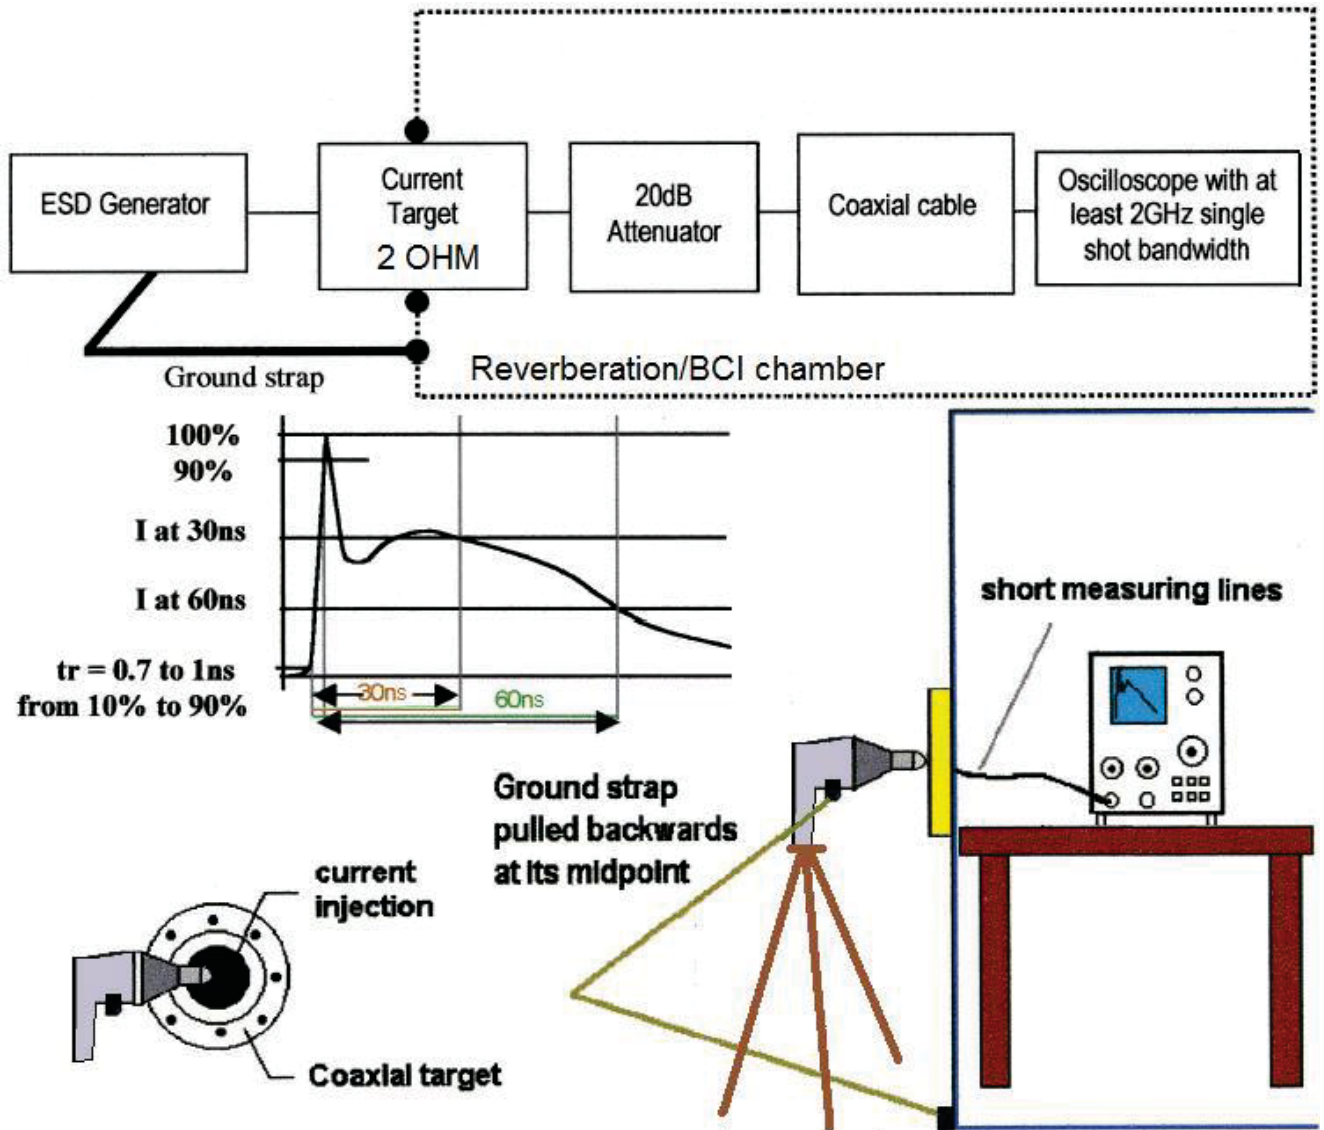 ESD Generator
Current
Target
2 OHM
20dB
Attenuator
Coaxial cable
Oscilloscope with at
least 2GHz single
shot bandwidth
Ground strap
Reverberation/BCI chamber
100%
90%
I at 30ns
I at 60ns
tr = 0.7 to 1ns
from 10% to 90%
30ns
60ns
short measuring lines
Ground strap
pulled backwards
at its midpoint
current
injection
Coaxial target